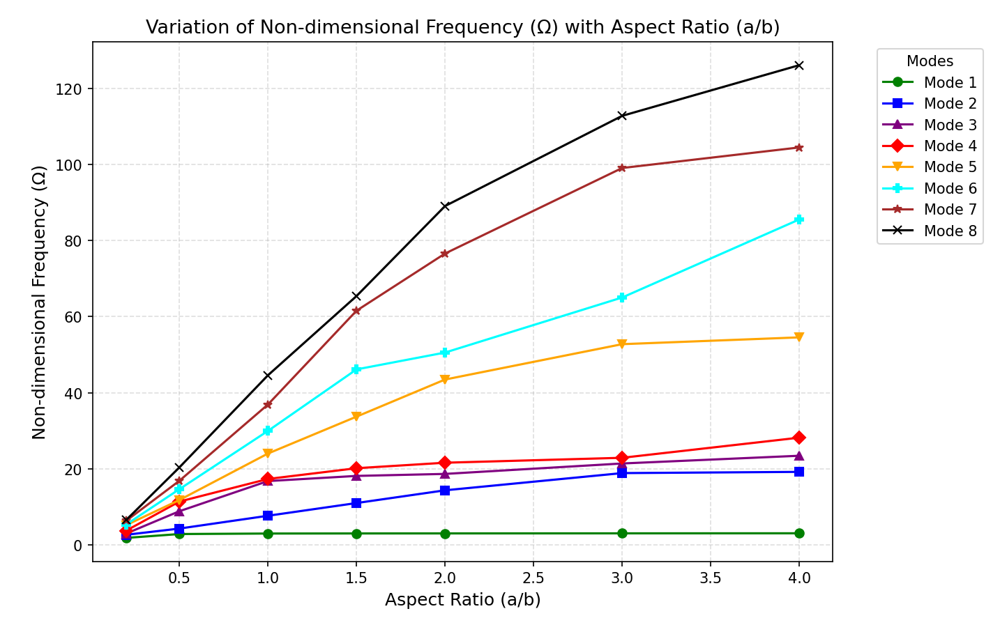 Variation of Non-dimensional Frequency (Ω) with Aspect Ratio (a/b)
Non-dimensional Frequency (Ω)
120
100
80
60
40
20
0
0.5 1.0 1.5 2.0 2.5 3.0 3.5 4.0
Aspect Ratio (a/b)
Modes
Mode 1
Mode 2
Mode 3
Mode 4
Mode 5
Mode 6
Mode 7
Mode 8